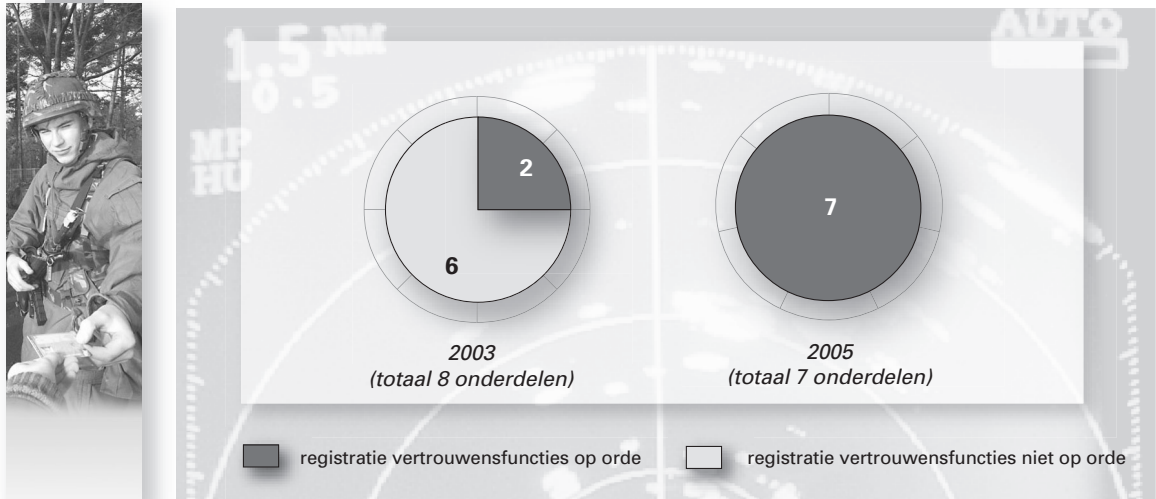 1.5 NM
0.5
AUTO
MP
HU
2
6
7
2003
(totaal 8 onderdelen)
2005
(totaal 7 onderdelen)
registratie vertrouwensfuncties op orde
registratie vertrouwensfuncties niet op orde